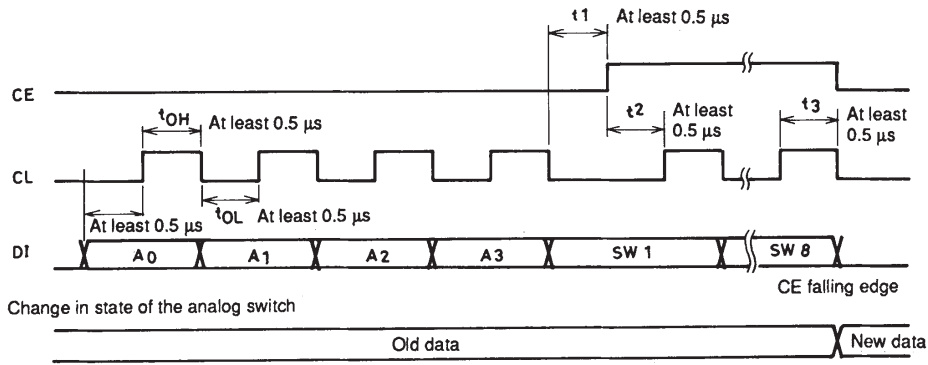 t1 At least 0.5 µs
CE
tOH At least 0.5 µs
t2 At least
0.5 µs
t3 At least
0.5 µs
CL
At least 0.5 µs
tOL At least 0.5 µs
DI
A0 A1 A2 A3 SW 1 SW 8
CE falling edge
Change in state of the analog switch
Old data New data